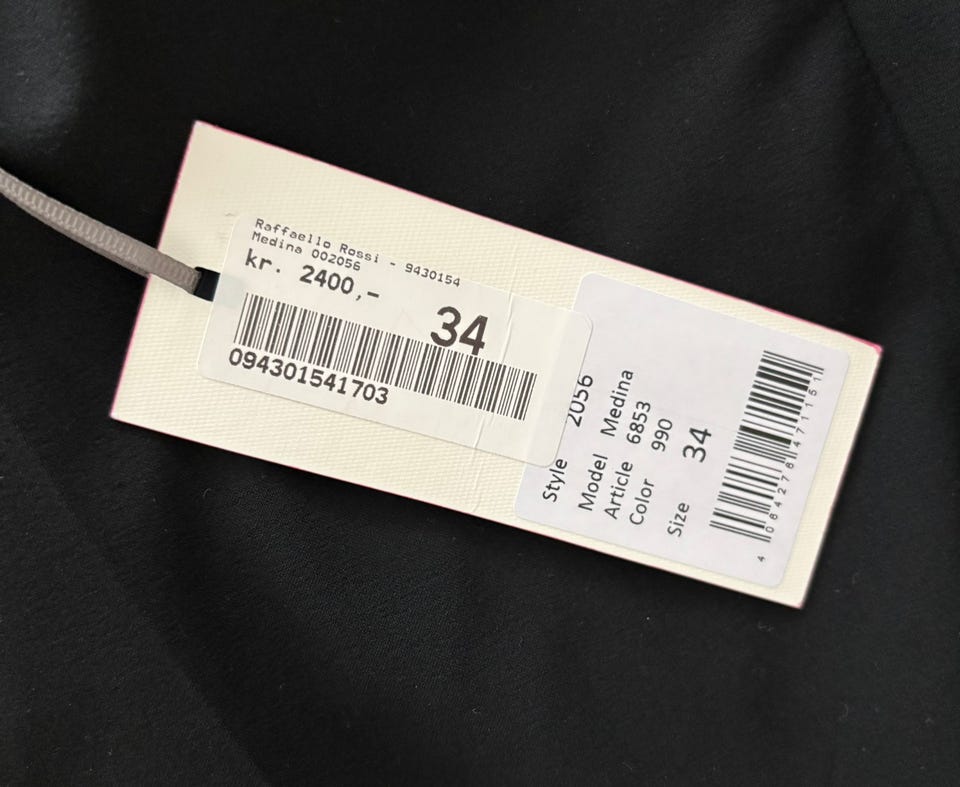 Raffaello Rossi - 9430154
Medina 002056
kr. 2400,-
34
094301541703
Style 2056
Model Medina
Article 6853
Color 990
Size 34